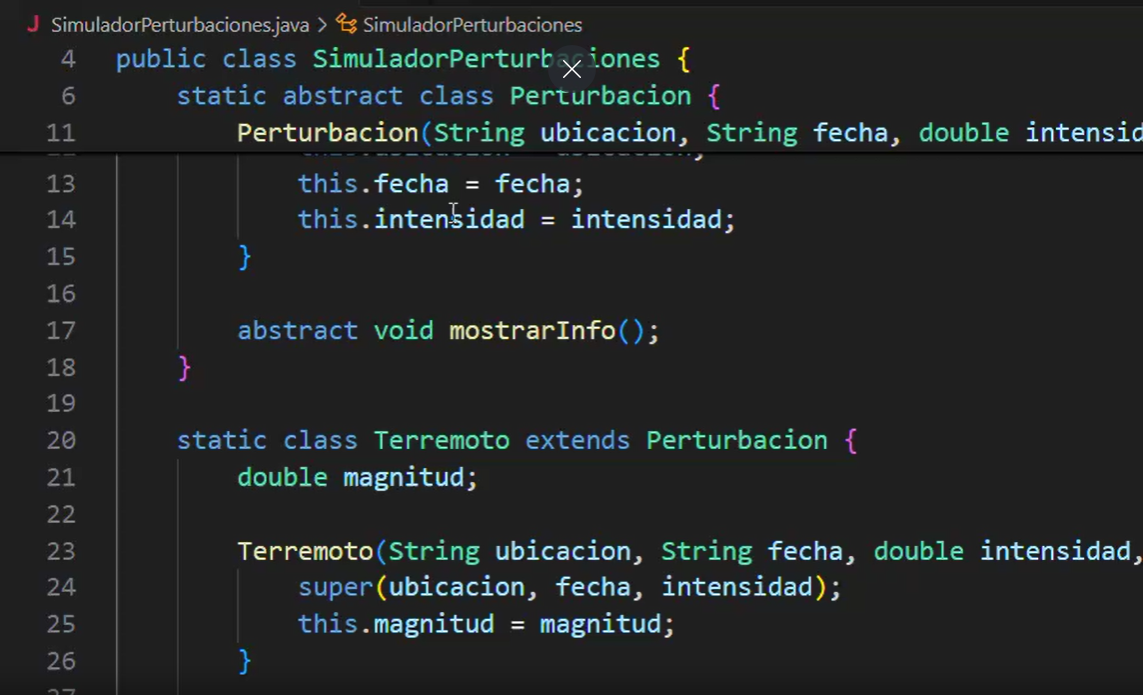 J SimuladorPerturbaciones.java > SimuladorPerturbaciones
4 public class SimuladorPerturbaciones {
6 static abstract class Perturbacion {
11 Perturbacion(String ubicacion, String fecha, double intensid
13 this.fecha = fecha;
14 this.intensidad = intensidad;
15 }
16
17 abstract void mostrarInfo();
18 }
19
20 static class Terremoto extends Perturbacion {
21 double magnitud;
22
23 Terremoto(String ubicacion, String fecha, double intensidad,
24 super(ubicacion, fecha, intensidad);
25 this.magnitud = magnitud;
26 }